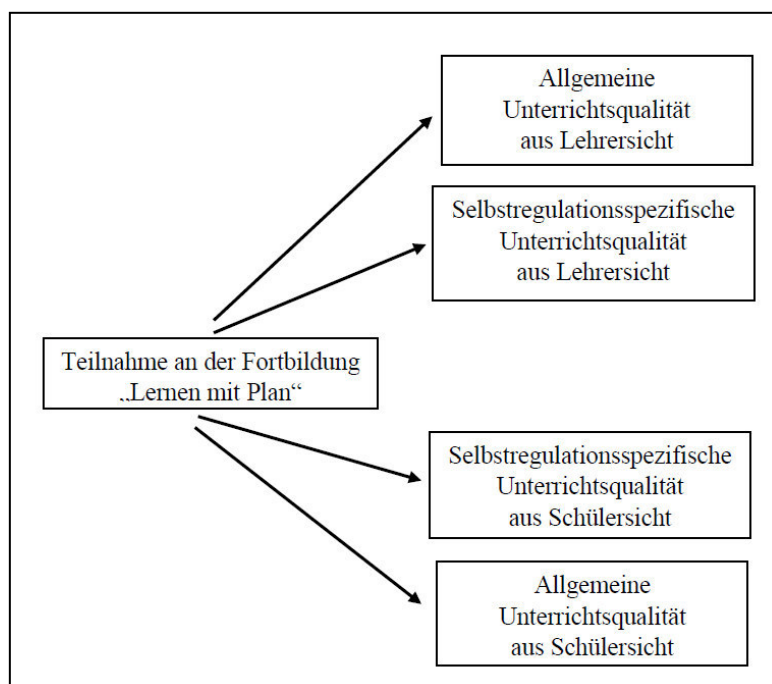 Allgemeine
Unterrichtsqualität
aus Lehrersicht
Selbstregulationsspezifische
Unterrichtsqualität
aus Lehrersicht
Teilnahme an der Fortbildung
„Lernen mit Plan“
Selbstregulationsspezifische
Unterrichtsqualität
aus Schülersicht
Allgemeine
Unterrichtsqualität
aus Schülersicht